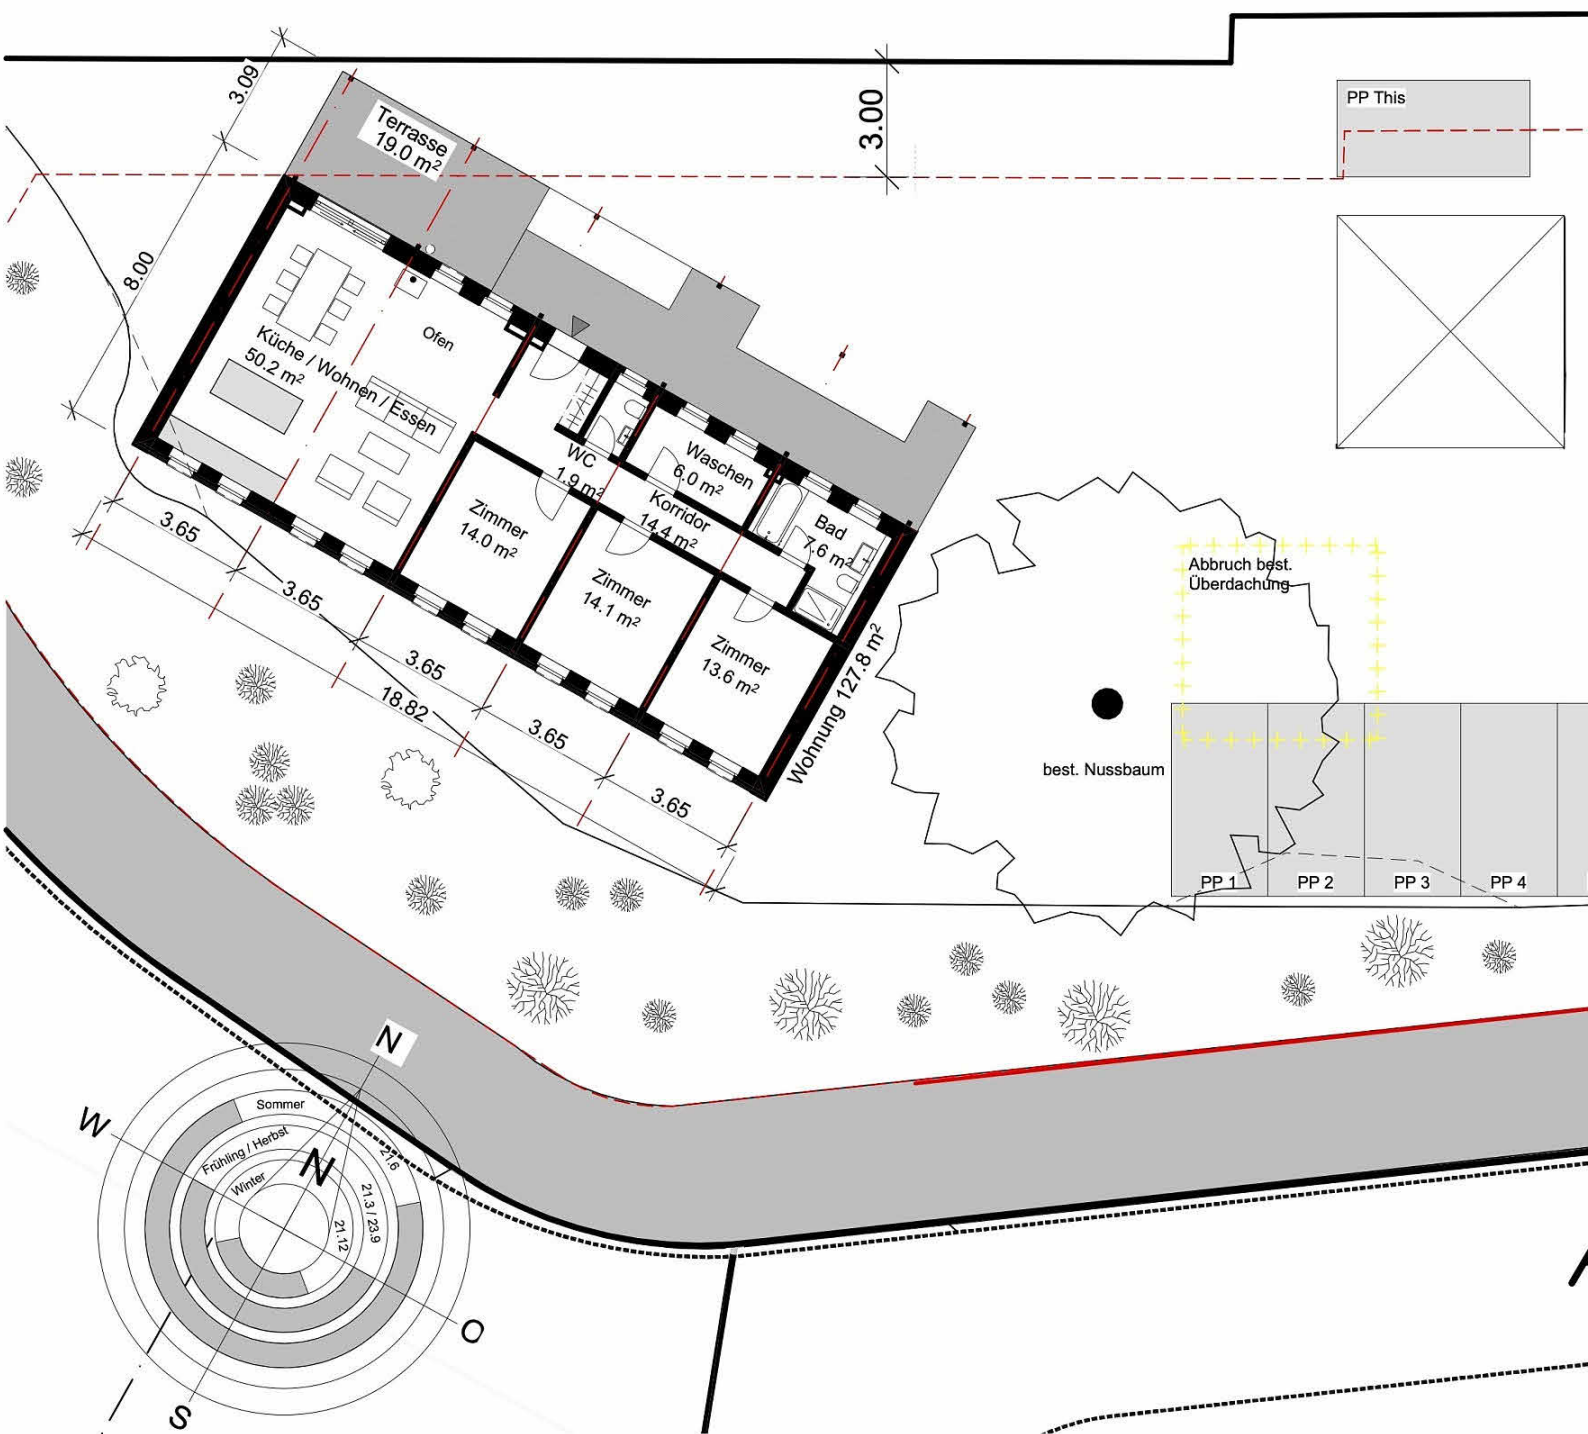 3.09
3.00
PP This
Terrasse
19.0 m²
8.00
Ofen
Küche / Wohnen / Essen
50.2 m²
WC
1.9 m²
Waschen
6.0 m²
Korridor
14.4 m²
Bad
7.6 m²
Zimmer
14.0 m²
Zimmer
14.1 m²
Zimmer
13.6 m²
Wohnung 127.8 m²
3.65
3.65
3.65
3.65
3.65
18.82
Abbruch best.
Überdachung
best. Nussbaum
PP 1
PP 2
PP 3
PP 4
N
W
Sommer
Frühling / Herbst
Winter
N
21.6
21.3 / 23.9
21.12
O
S